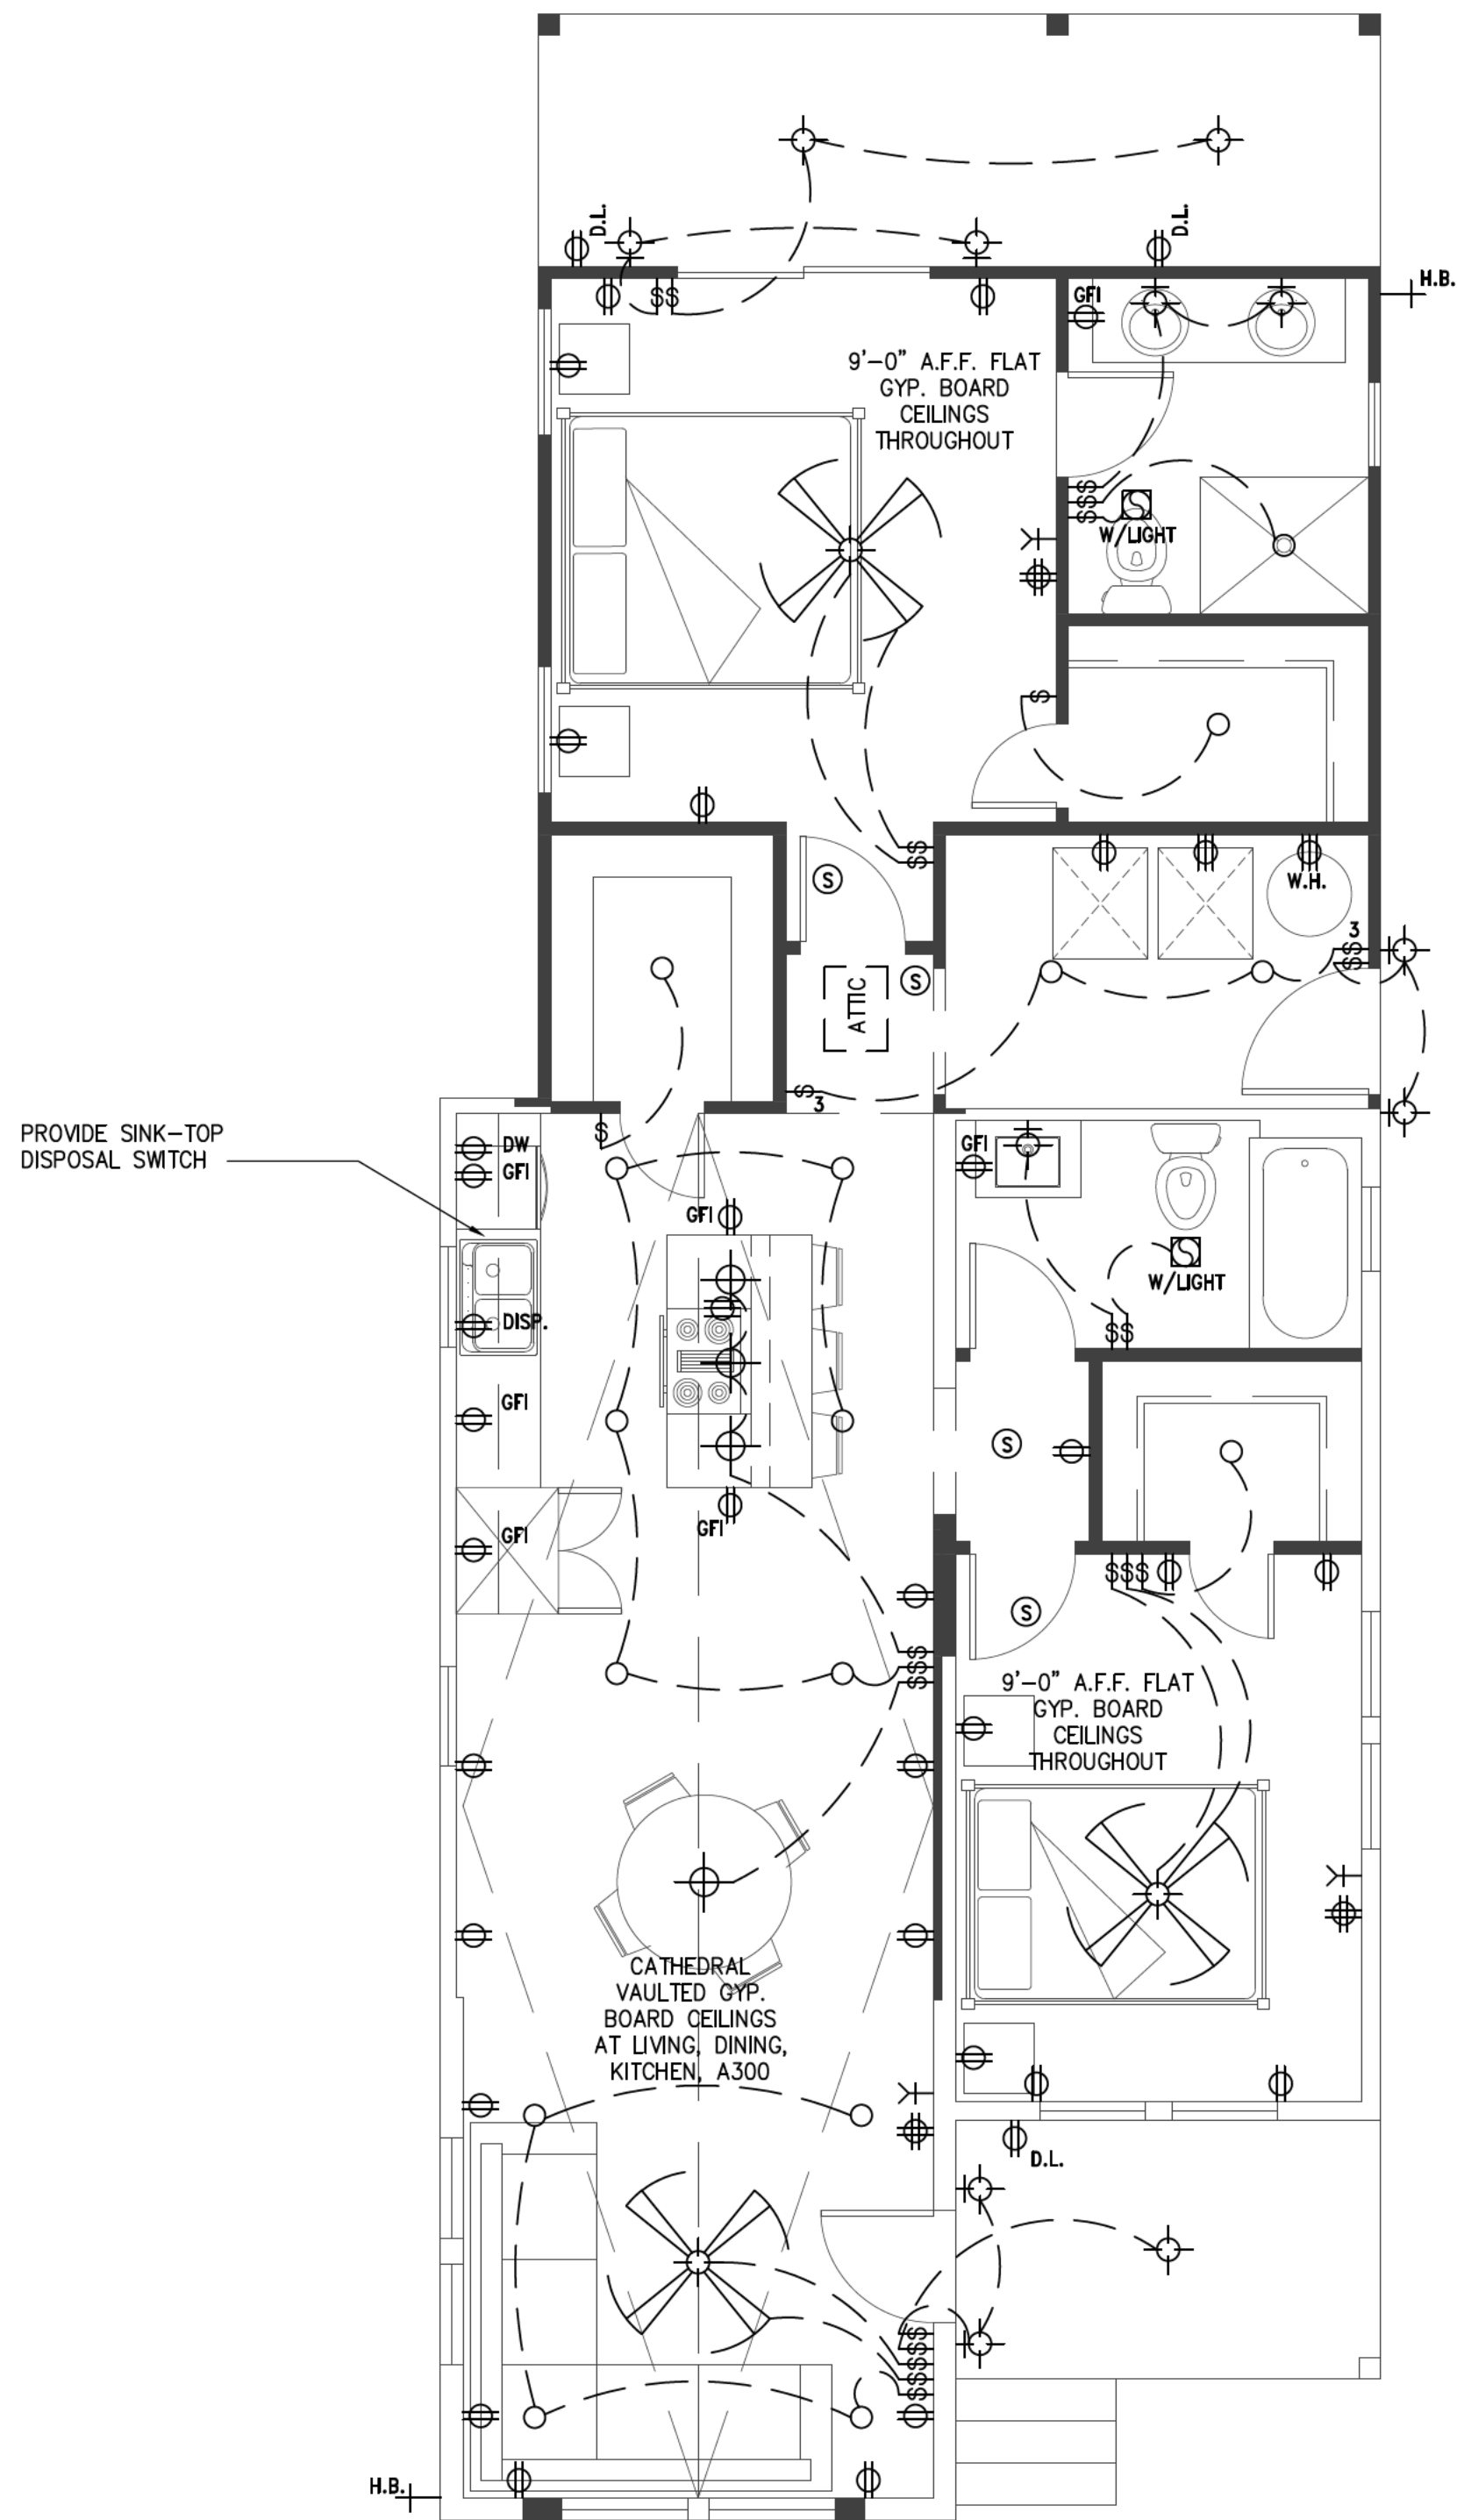 D.L.
D.L.
H.B.
$$
GFI
9'-0" A.F.F. FLAT
GYP. BOARD
CEILINGS
THROUGHOUT
$$$
W/LIGHT
$
$$
S
W.H.
3
$$
S
ATTIC
$
3
$
PROVIDE SINK-TOP
DISPOSAL SWITCH
DW
GFI
GFI
GFI
W/LIGHT
DISP.
$$
GFI
S
GFI
GFI
$$$
S
$$$
9'-0" A.F.F. FLAT
GYP. BOARD
CEILINGS
THROUGHOUT
CATHEDRAL
VAULTED GYP.
BOARD CEILINGS
AT LIVING, DINING,
KITCHEN, A300
D.L.
$$$$$
H.B.